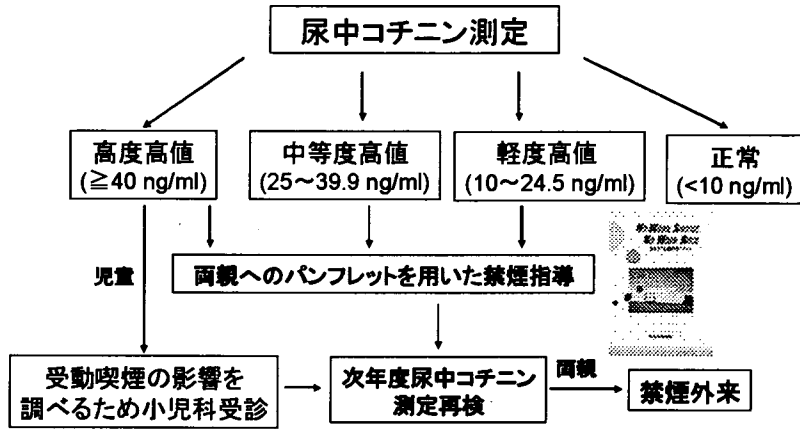 尿中コチニン測定
高度高値
(≧40 ng/ml)
中等度高値
(25～39.9 ng/ml)
軽度高値
(10～24.5 ng/ml)
正常
(<10 ng/ml)
児童
両親へのパンフレットを用いた禁煙指導
受動喫煙の影響を
調べるため小児科受診
次年度尿中コチニン
測定再検
両親
禁煙外来